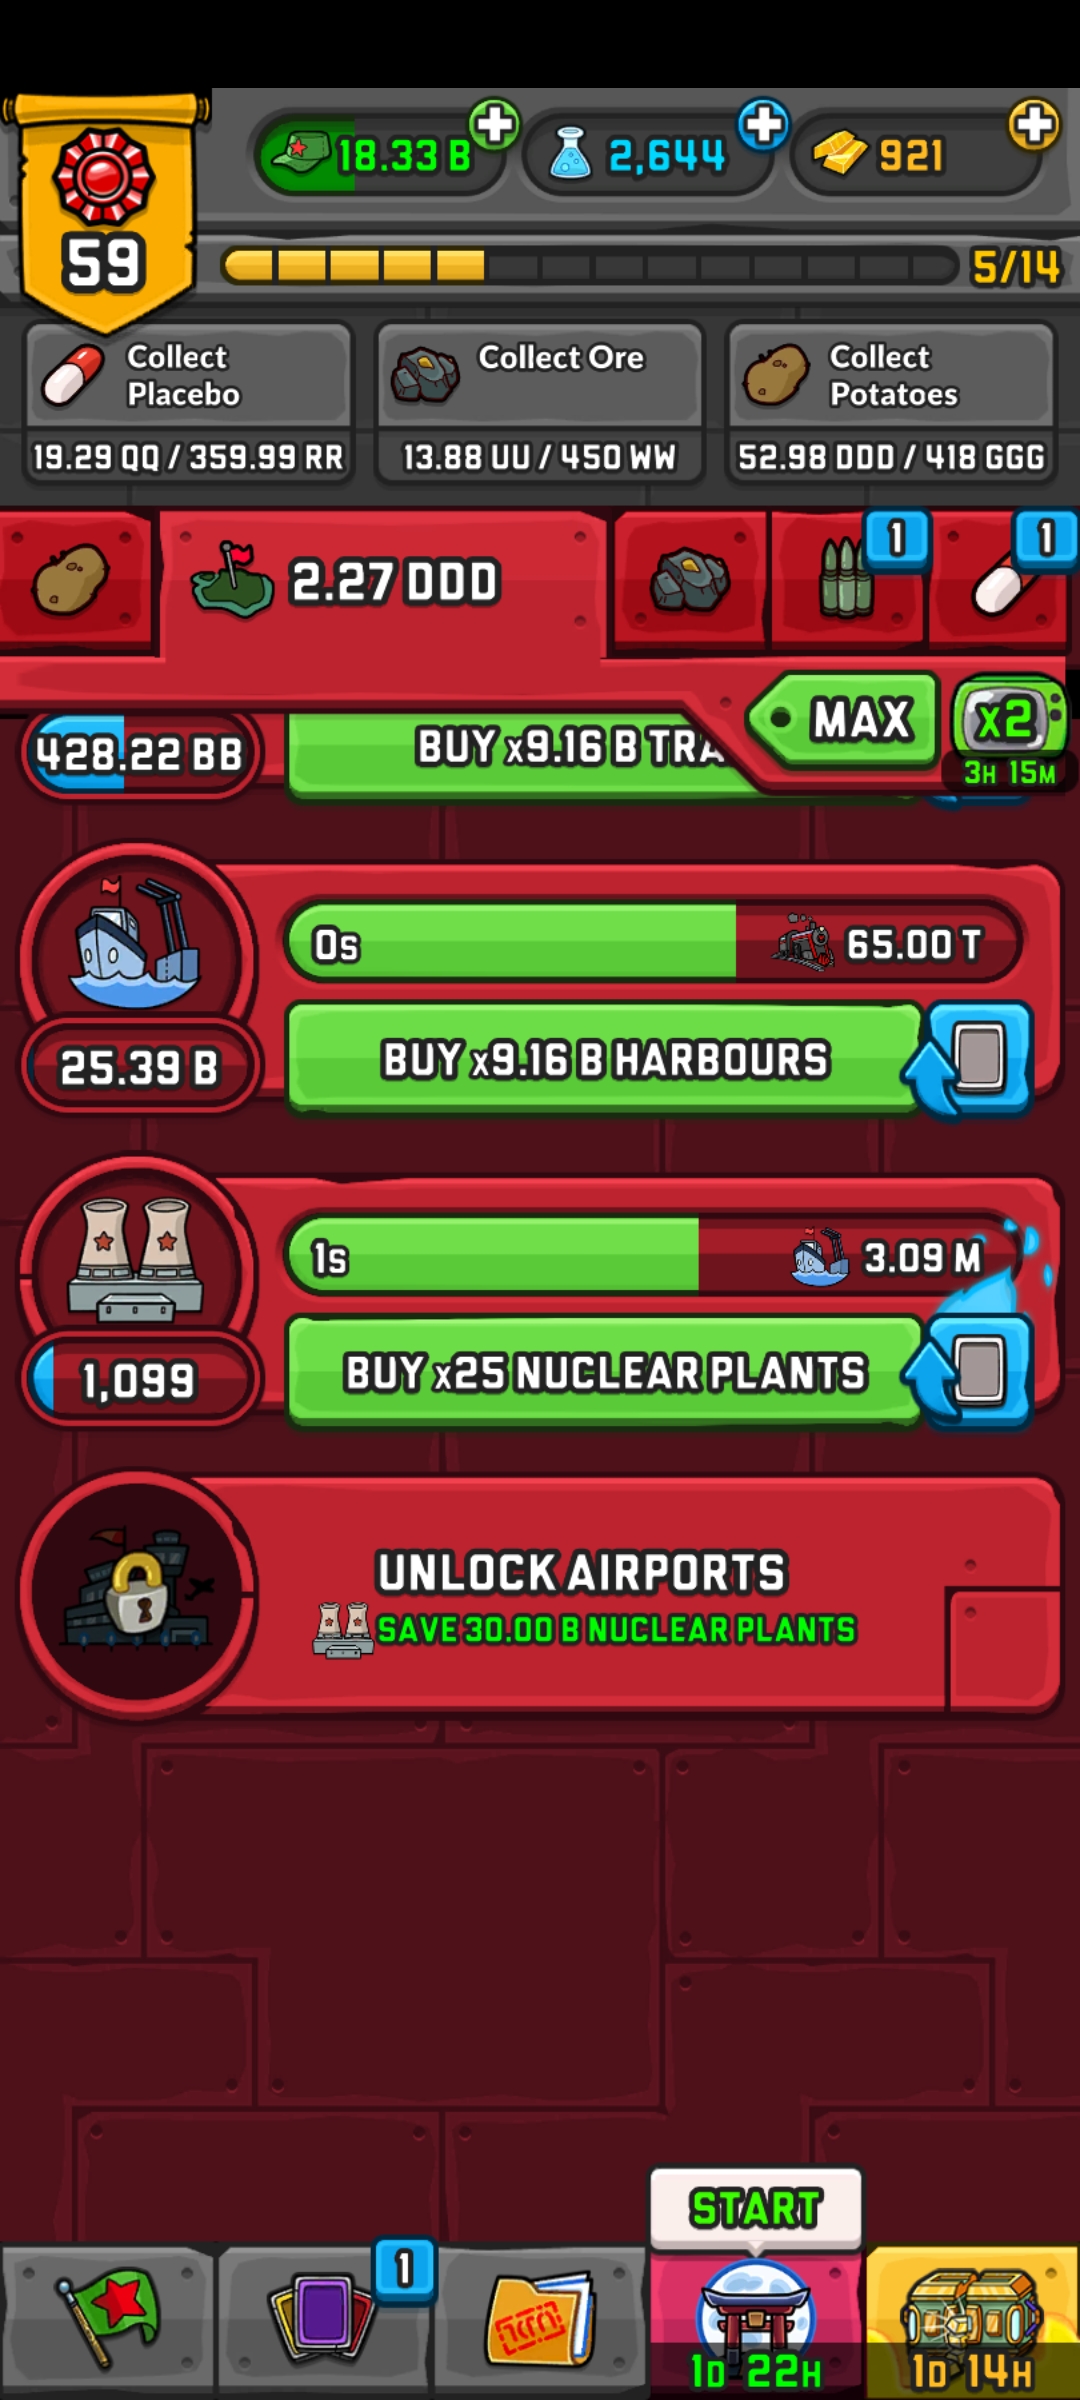 18.33 B
2,644
921
59
5/14
Collect
Placebo
19.29 QQ / 359.99 RR
Collect Ore
13.88 UU / 450 WW
Collect
Potatoes
52.98 DDD / 418 GGG
2.27 DDD
1
1
MAX
x2
3H 15M
428.22 BB
BUY x9.16 B TRA
0s
65.00 T
25.39 B
BUY x9.16 B HARBOURS
1s
3.09 M
1,099
BUY x25 NUCLEAR PLANTS
UNLOCK AIRPORTS
SAVE 30.00 B NUCLEAR PLANTS
START
1
1D 22H
1D 14H